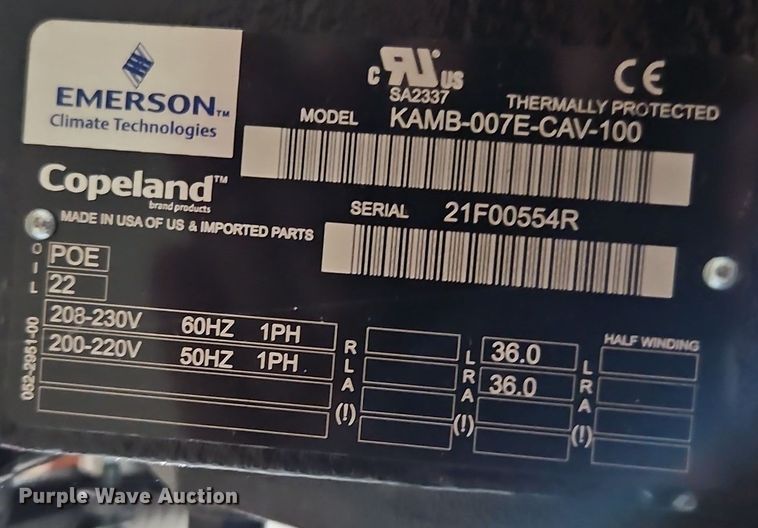 EMERSON™
Climate Technologies
c RU US
SA2337
CE
THERMALLY PROTECTED
MODEL KAMB-007E-CAV-100
Copeland™
brand products
MADE IN USA OF US & IMPORTED PARTS
SERIAL 21F00554R
OIL
POE
22
208-230V 60HZ 1PH
200-220V 50HZ 1PH
052-2951-00
RLA(!)
LRA(!)
36.0
36.0
HALF WINDING
LRA(!)
Purple Wave Auction